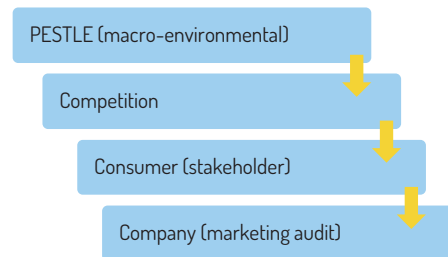 PESTLE (macro-environmental)
Competition
Consumer (stakeholder)
Company (marketing audit)